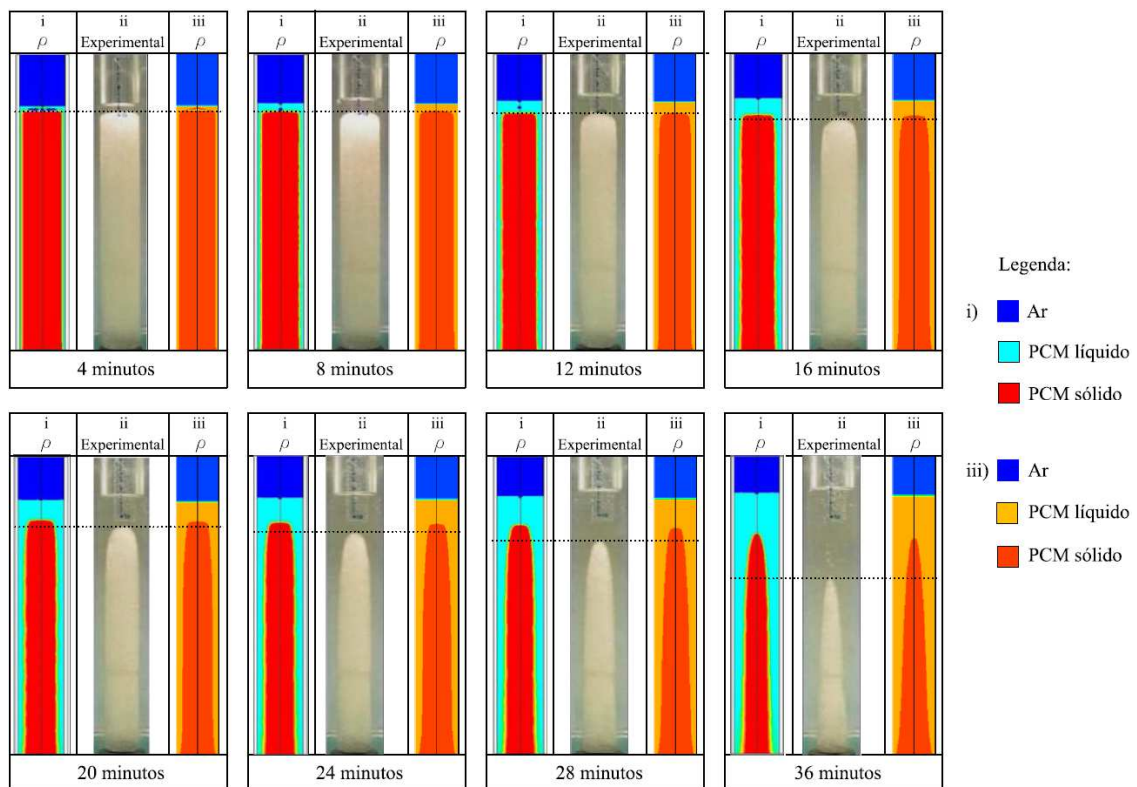 i ii iii
ρ Experimental ρ
4 minutos
i ii iii
ρ Experimental ρ
8 minutos
i ii iii
ρ Experimental ρ
12 minutos
i ii iii
ρ Experimental ρ
16 minutos
i ii iii
ρ Experimental ρ
20 minutos
i ii iii
ρ Experimental ρ
24 minutos
i ii iii
ρ Experimental ρ
28 minutos
i ii iii
ρ Experimental ρ
36 minutos
Legenda:
i) Ar
PCM líquido
PCM sólido
iii) Ar
PCM líquido
PCM sólido